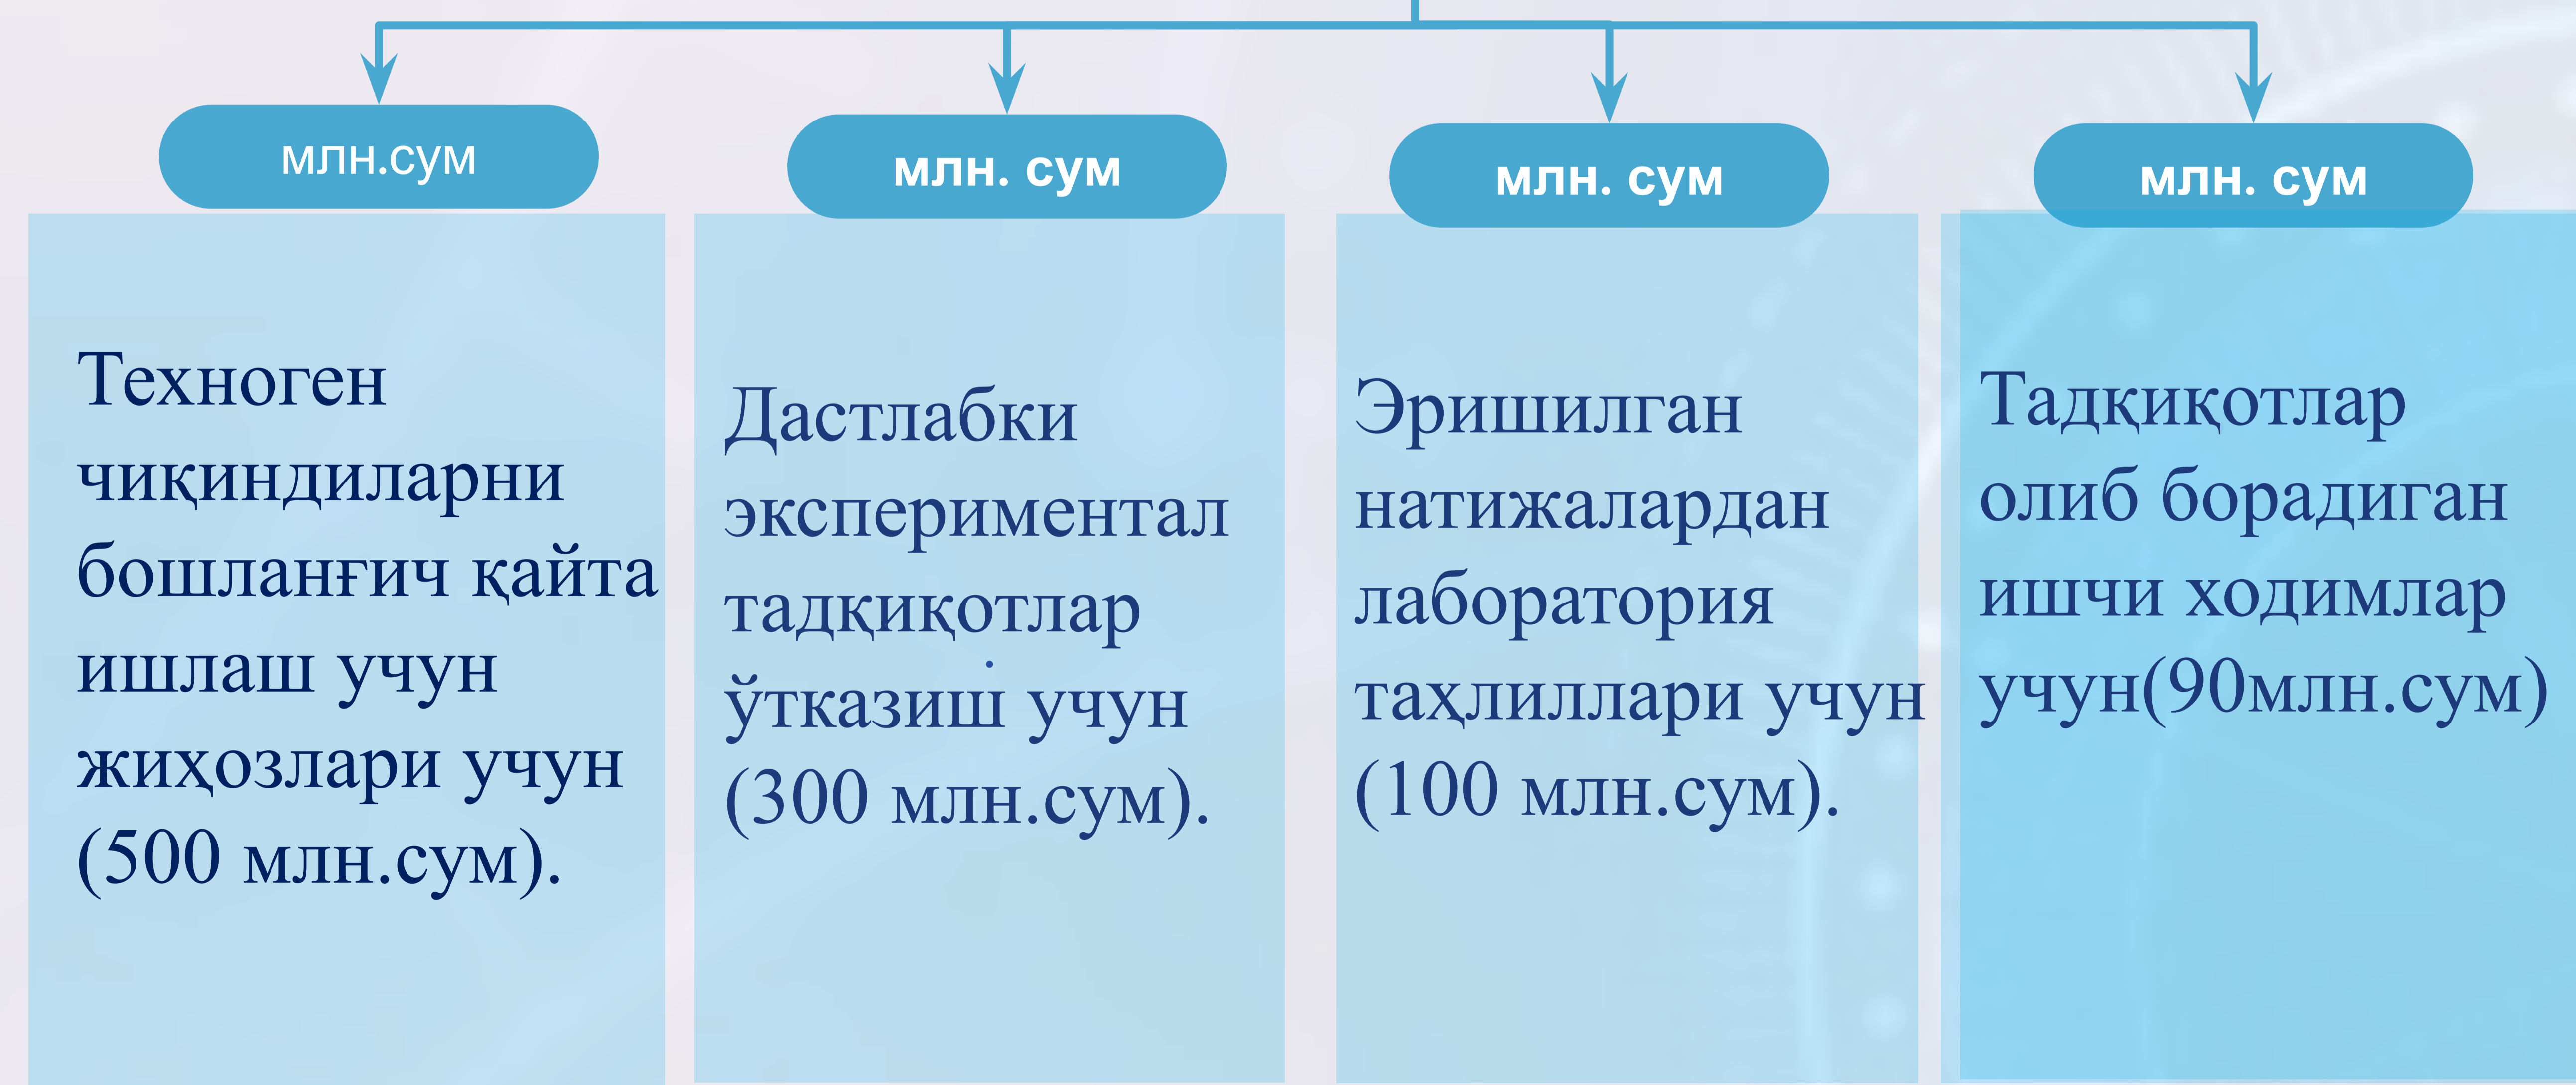 млн.сум
млн. сум
млн. сум
млн. сум
Техноген
чиқиндиларни
бошланғич қайта
ишлаш учун
жиҳозлари учун
(500 млн.сум).
Дастлабки
экспериментал
тадқиқотлар
ўтказиш учун
(300 млн.сум).
Эришилган
натижалардан
лаборатория
таҳлиллари учун
(100 млн.сум).
Тадқиқотлар
олиб борадиган
ишчи ходимлар
учун(90млн.сум)